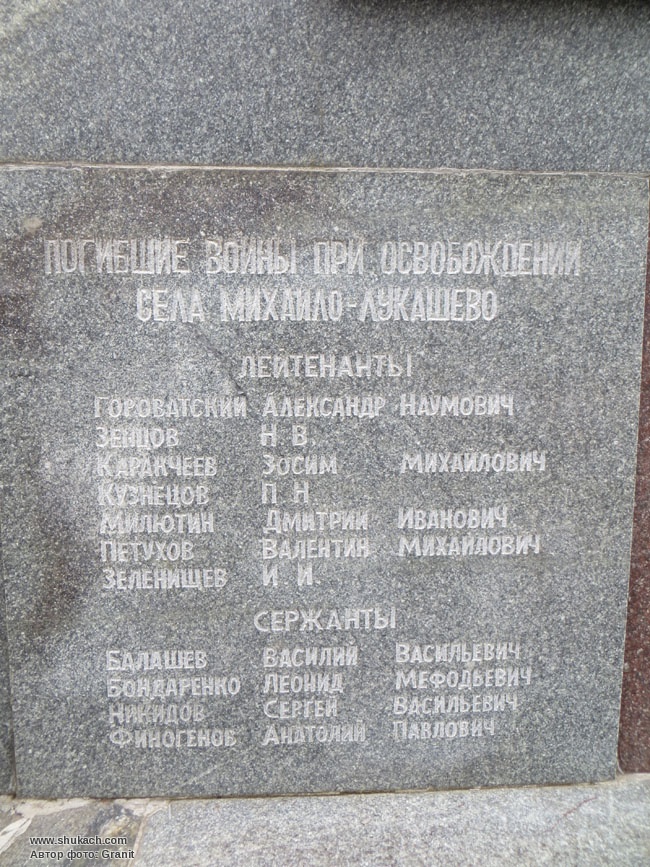 ПОГИБШИЕ ВОИНЫ ПРИ ОСВОБОЖДЕНИИ
СЕЛА МИХАЙЛО-ЛУКАШЕВО
ЛЕЙТЕНАНТЫ
ГОРОВАТСКИЙ АЛЕКСАНДР НАУМОВИЧ
ЗЕНЦОВ Н. В.
КАРАКЧЕЕВ ЗОСИМ МИХАЙЛОВИЧ
КУЗНЕЦОВ П. Н.
МИЛЮТИН ДМИТРИЙ ИВАНОВИЧ
ПЕТУХОВ ВАЛЕНТИН МИХАЙЛОВИЧ
ЗЕЛЕНИЩЕВ И. И.
СЕРЖАНТЫ
БАЛАШЕВ ВАСИЛИЙ ВАСИЛЬЕВИЧ
БОНДАРЕНКО ЛЕОНИД МЕФОДЬЕВИЧ
НИКИДОВ СЕРГЕЙ ВАСИЛЬЕВИЧ
ФИНОГЕНОВ АНАТОЛИЙ ПАВЛОВИЧ
www.shukach.com
Автор фото: Granit